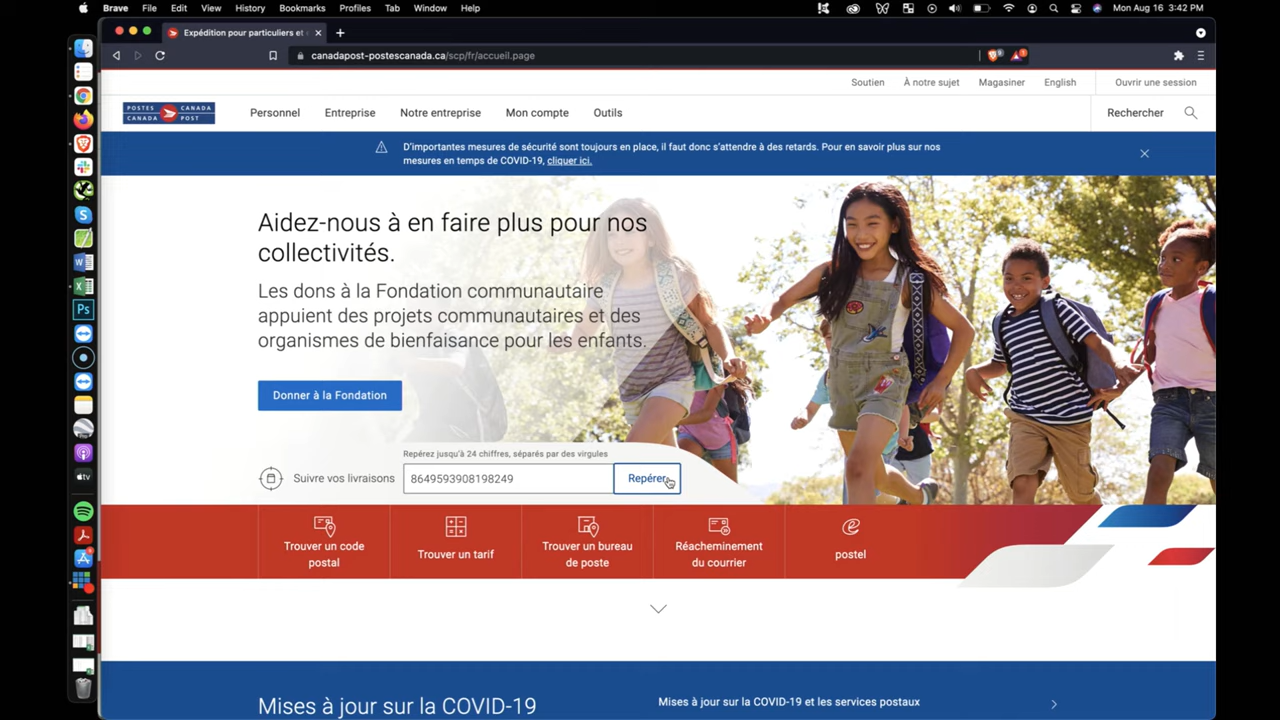 Brave File Edit View History Bookmarks Profiles Tab Window Help Mon Aug 16 3:42 PM
Expédition pour particuliers et
canadapost-postescanada.ca/scp/fr/accueil.page
Soutien À notre sujet Magasiner English Ouvrir une session
POSTES CANADA
CANADA POST
Personnel Entreprise Notre entreprise Mon compte Outils Rechercher
D'importantes mesures de sécurité sont toujours en place, il faut donc s'attendre à des retards. Pour en savoir plus sur nos
mesures en temps de COVID-19, cliquer ici.
Aidez-nous à en faire plus pour nos
collectivités.
Les dons à la Fondation communautaire
appuient des projets communautaires et des
organismes de bienfaisance pour les enfants.
Donner à la Fondation
Repérez jusqu'à 24 chiffres, séparés par des virgules
Suivre vos livraisons 8649593908198249 Repérer
Trouver un code
postal
Trouver un tarif
Trouver un bureau
de poste
Réacheminement
du courrier
postel
Mises à jour sur la COVID-19
Mises à jour sur la COVID-19 et les services postaux